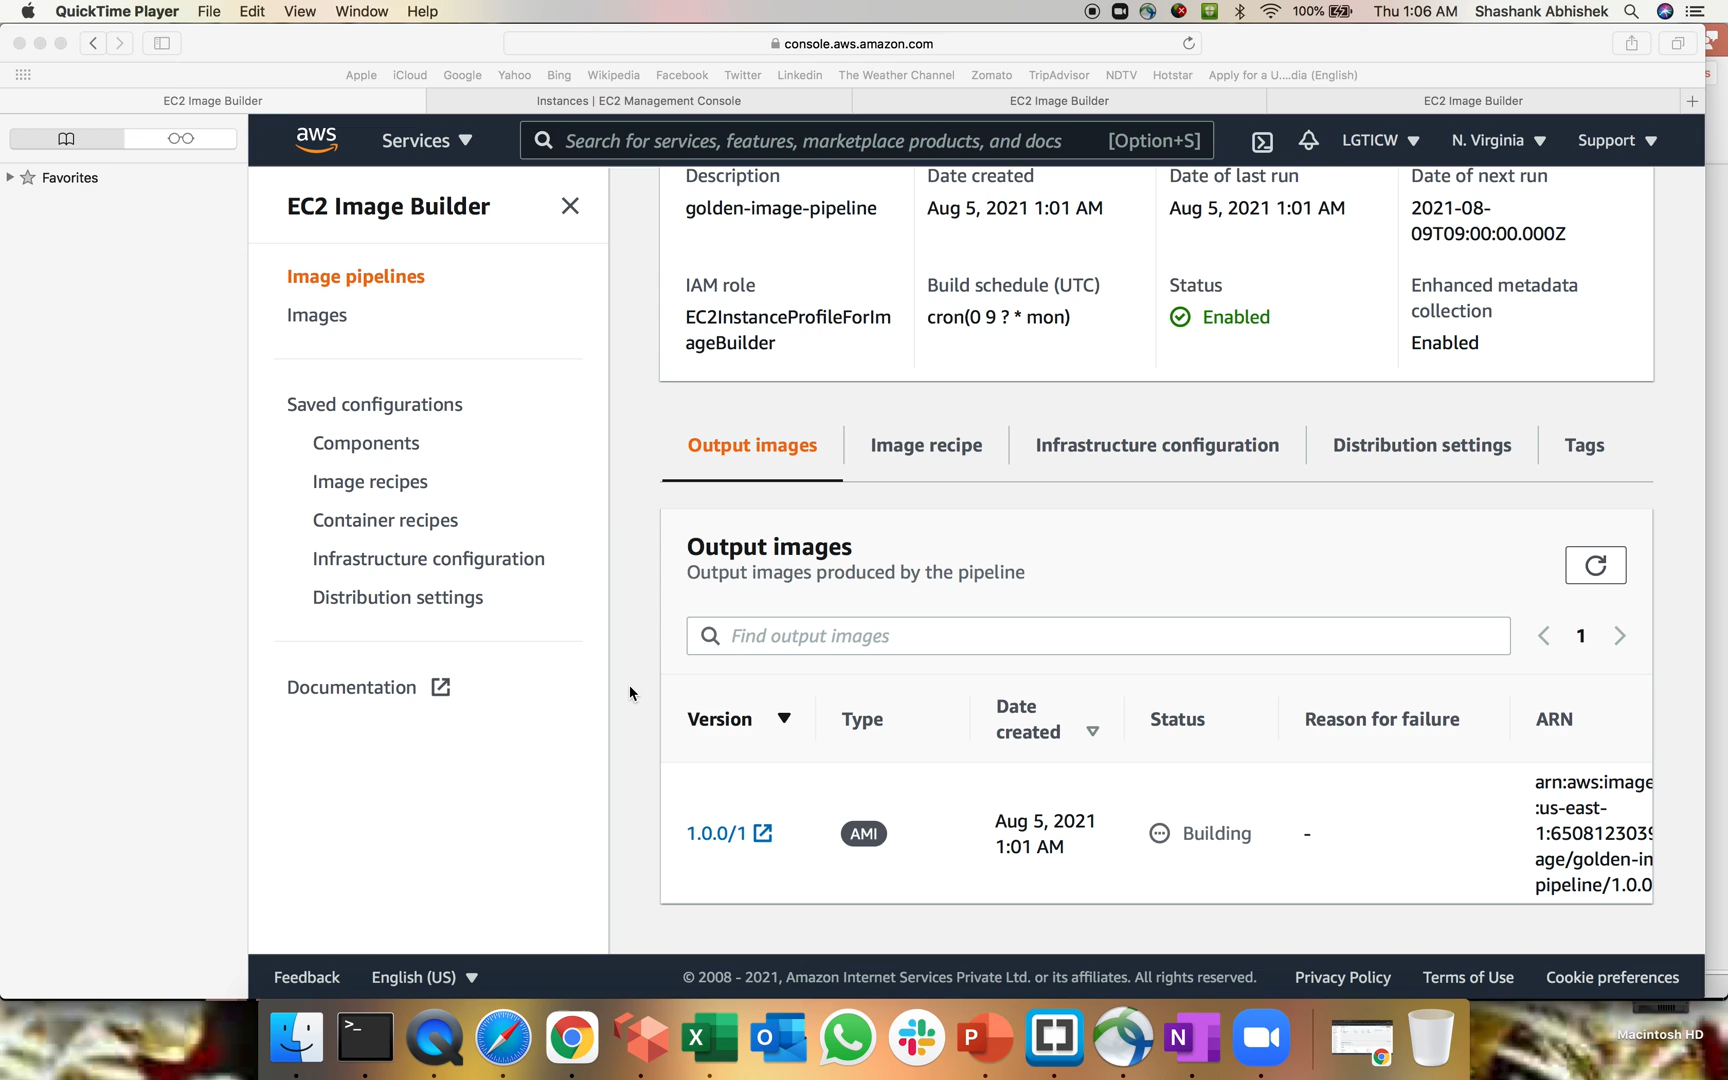 QuickTime Player File Edit View Window Help 100% Thu 1:06 AM Shashank Abhishek
console.aws.amazon.com
Apple iCloud Google Yahoo Bing Wikipedia Facebook Twitter Linkedin The Weather Channel Zomato TripAdvisor NDTV Hotstar Apply for a U....dia (English)
EC2 Image Builder Instances | EC2 Management Console EC2 Image Builder EC2 Image Builder
aws Services Search for services, features, marketplace products, and docs [Option+S] LGTICW N. Virginia Support
Favorites
EC2 Image Builder
Image pipelines
Images
Saved configurations
Components
Image recipes
Container recipes
Infrastructure configuration
Distribution settings
Documentation
Description Date created Date of last run Date of next run
golden-image-pipeline Aug 5, 2021 1:01 AM Aug 5, 2021 1:01 AM 2021-08-
09T09:00:00.000Z
IAM role Build schedule (UTC) Status Enhanced metadata
collection
EC2InstanceProfileForIm cron(0 9 ? * mon) Enabled
ageBuilder Enabled
Output images Image recipe Infrastructure configuration Distribution settings Tags
Output images
Output images produced by the pipeline
Find output images 1
Version Type Date
created Status Reason for failure ARN
1.0.0/1 AMI Aug 5, 2021
1:01 AM Building -
arn:aws:image
:us-east-
1:650812303
age/golden-in
pipeline/1.0.0
Feedback English (US) © 2008 - 2021, Amazon Internet Services Private Ltd. or its affiliates. All rights reserved. Privacy Policy Terms of Use Cookie preferences
Macintosh HD